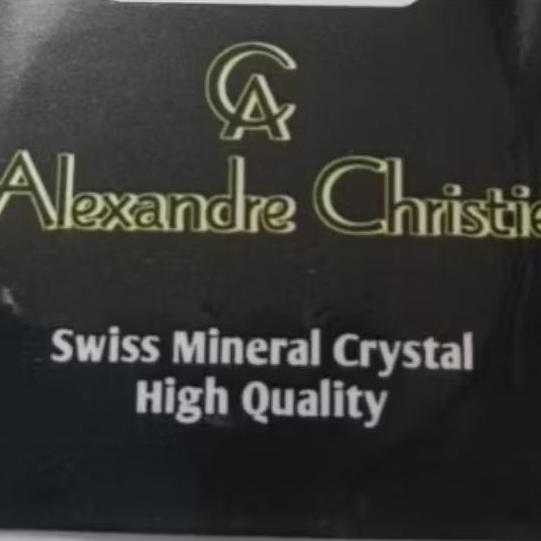 CA
Alexandre Christie
Swiss Mineral Crystal
High Quality